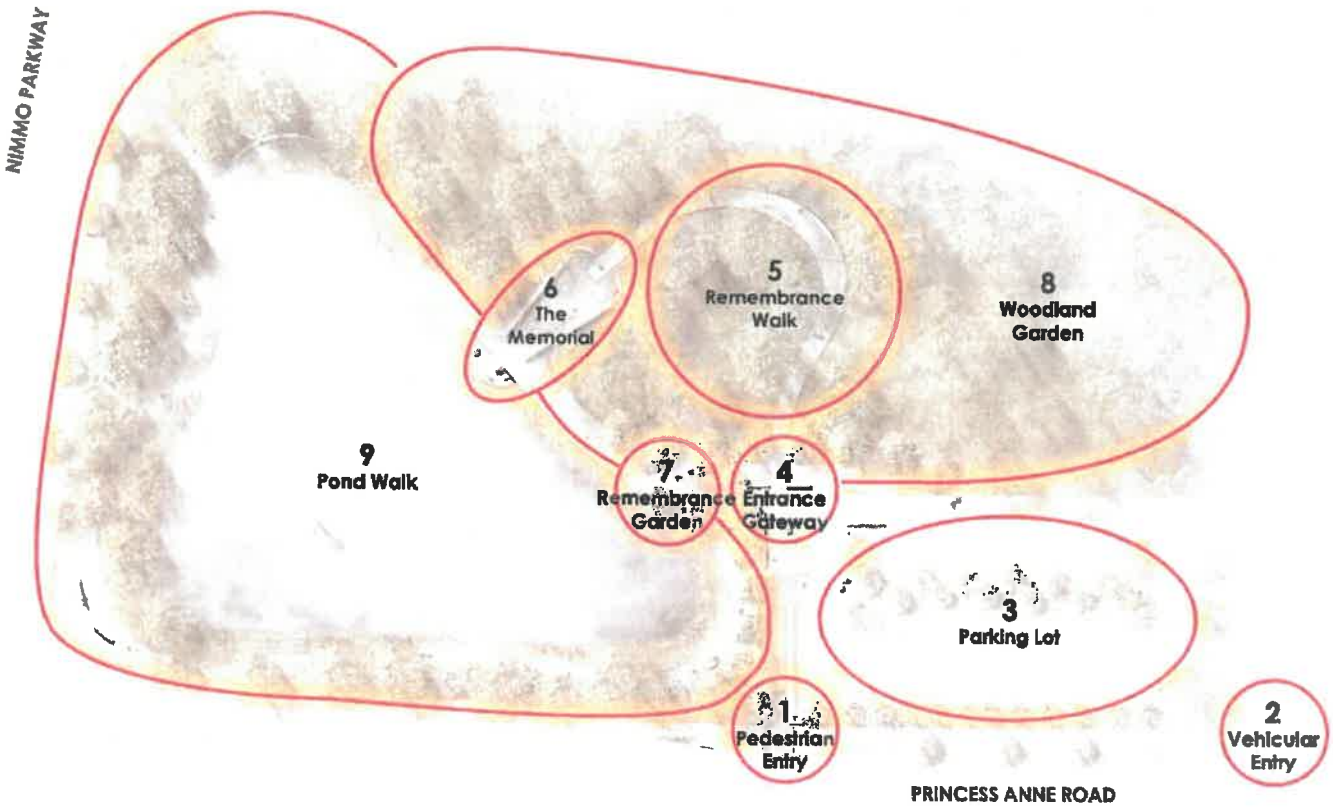 NIMMO PARKWAY
5
Remembrance
Walk
6
The
Memorial
8
Woodland
Garden
9
Pond Walk
7
Remembrance
Garden
4
Entrance
Gateway
3
Parking Lot
1
Pedestrian
Entry
2
Vehicular
Entry
PRINCESS ANNE ROAD